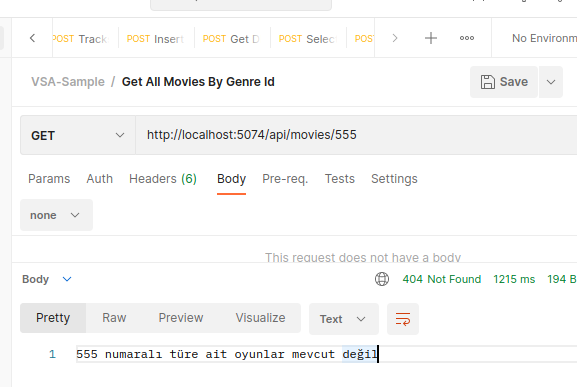 POST Track
POST Insert
POST Get D
POST Selec
POST
No Environm
VSA-Sample / Get All Movies By Genre Id
Save
GET
http://localhost:5074/api/movies/555
Params Auth Headers (6) Body Pre-req. Tests Settings
none
This request does not have a body
Body
404 Not Found 1215 ms 194 B
Pretty Raw Preview Visualize Text
1 555 numaralı türe ait oyunlar mevcut değil